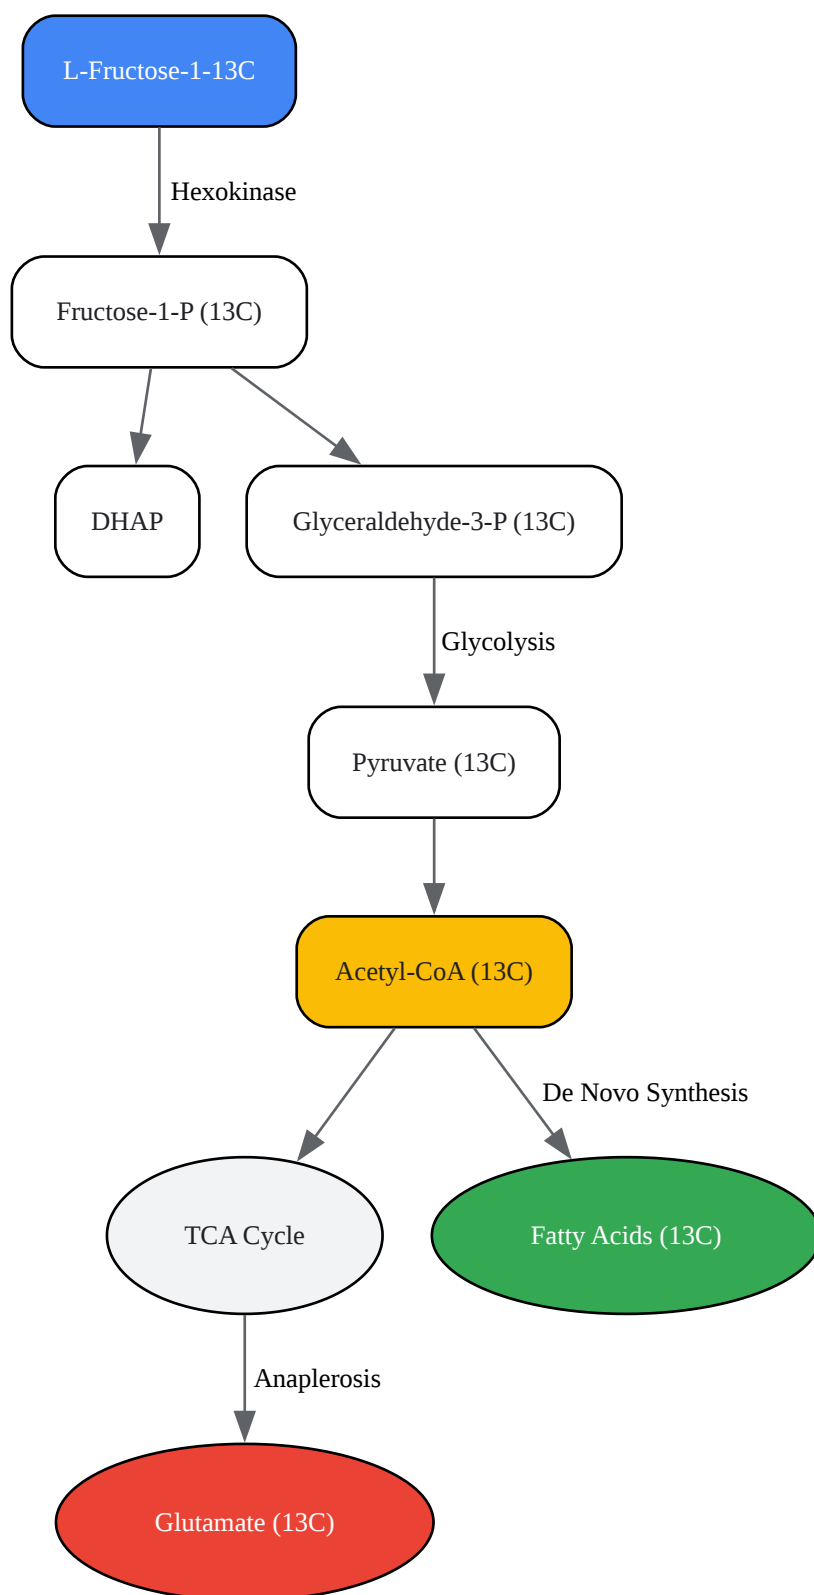 L-Fructose-1-13C
Hexokinase
Fructose-1-P (13C)
DHAP
Glyceraldehyde-3-P (13C)
Glycolysis
Pyruvate (13C)
Acetyl-CoA (13C)
De Novo Synthesis
TCA Cycle
Fatty Acids (13C)
Anaplerosis
Glutamate (13C)